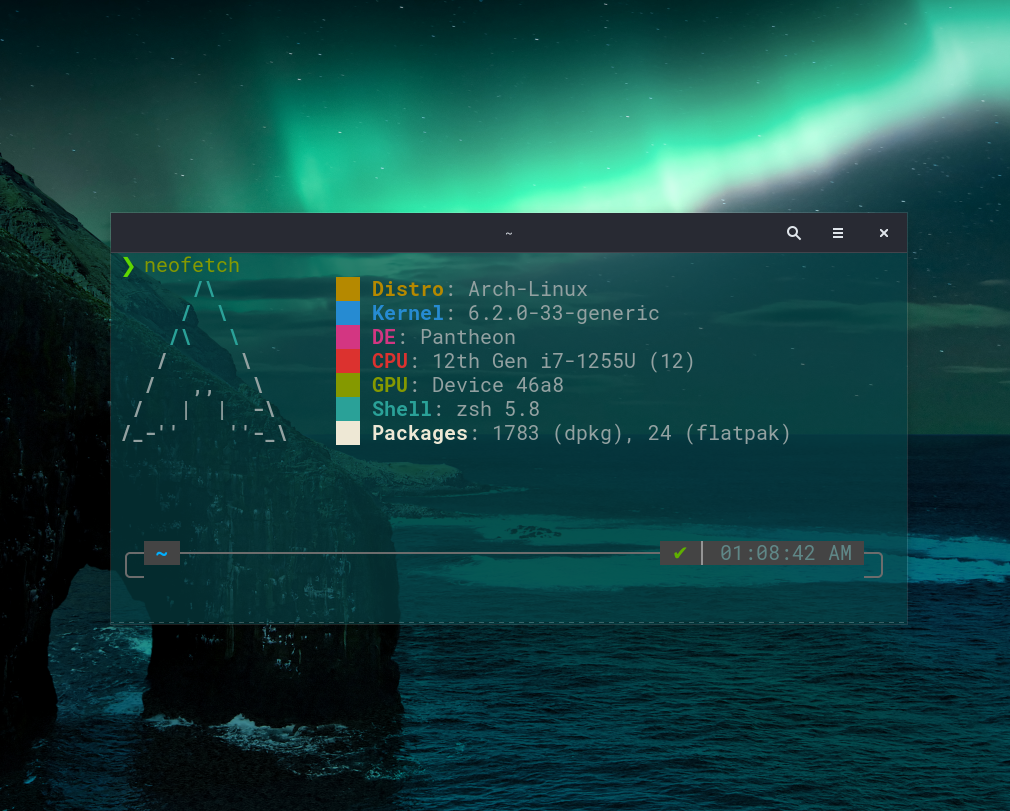 ~
❯ neofetch
Distro: Arch-Linux
Kernel: 6.2.0-33-generic
DE: Pantheon
CPU: 12th Gen i7-1255U (12)
GPU: Device 46a8
Shell: zsh 5.8
Packages: 1783 (dpkg), 24 (flatpak)
~ ✔ 01:08:42 AM